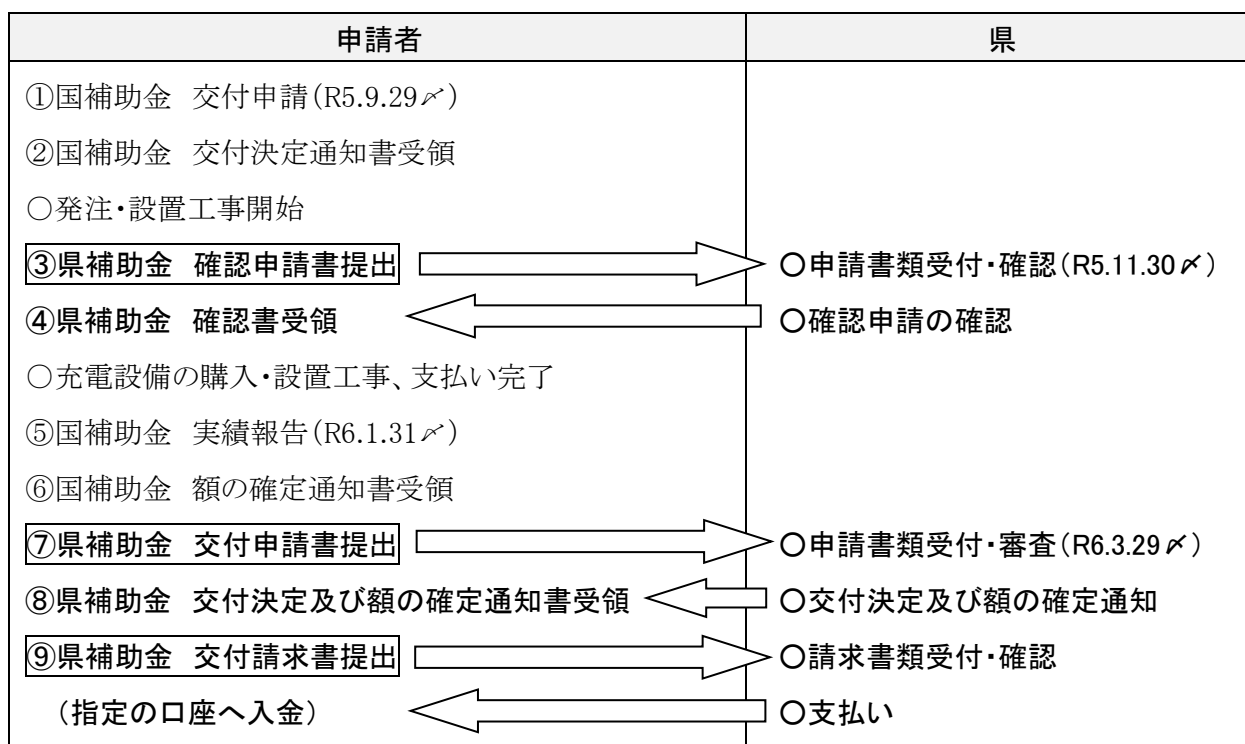 申請者 県
①国補助金 交付申請(R5.9.29〆)
②国補助金 交付決定通知書受領
○発注・設置工事開始
③県補助金 確認申請書提出 ○申請書類受付・確認(R5.11.30〆)
④県補助金 確認書受領 ○確認申請の確認
○充電設備の購入・設置工事、支払い完了
⑤国補助金 実績報告(R6.1.31〆)
⑥国補助金 額の確定通知書受領
⑦県補助金 交付申請書提出 ○申請書類受付・審査(R6.3.29〆)
⑧県補助金 交付決定及び額の確定通知書受領 ○交付決定及び額の確定通知
⑨県補助金 交付請求書提出 ○請求書類受付・確認
(指定の口座へ入金) ○支払い